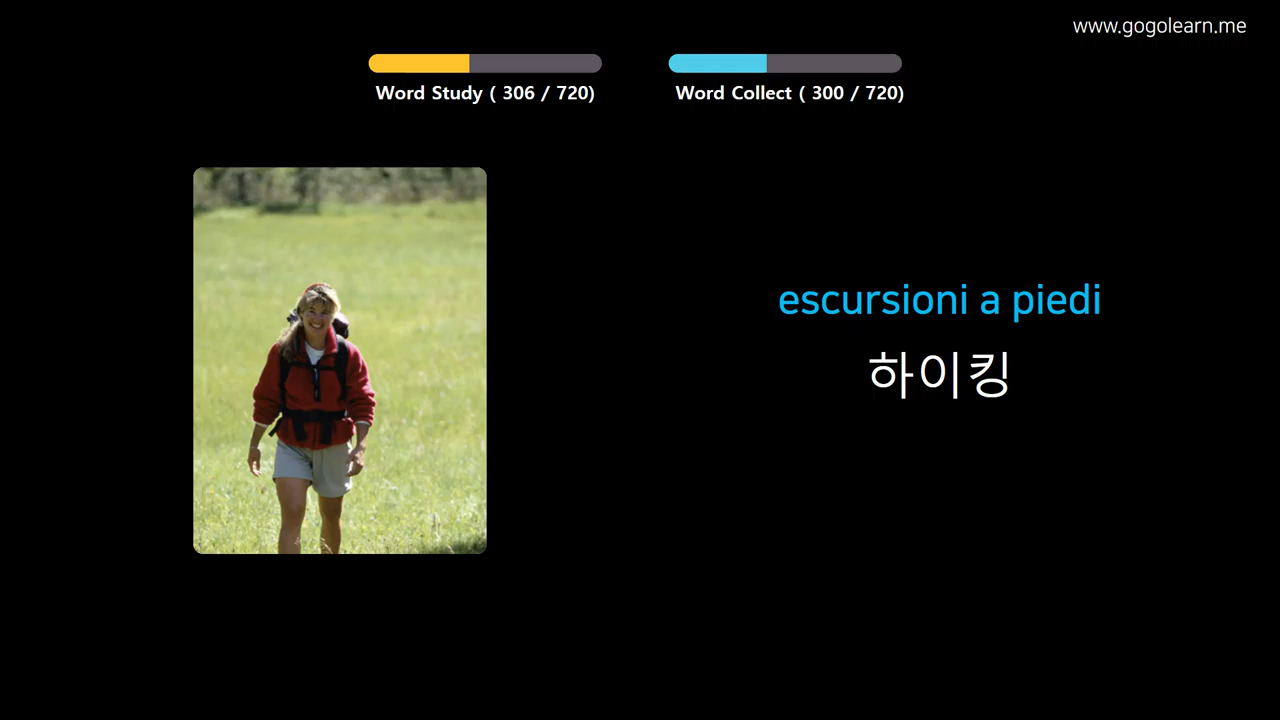 www.gogolearn.me
Word Study ( 306 / 720)
Word Collect ( 300 / 720)
escursioni a piedi
하이킹